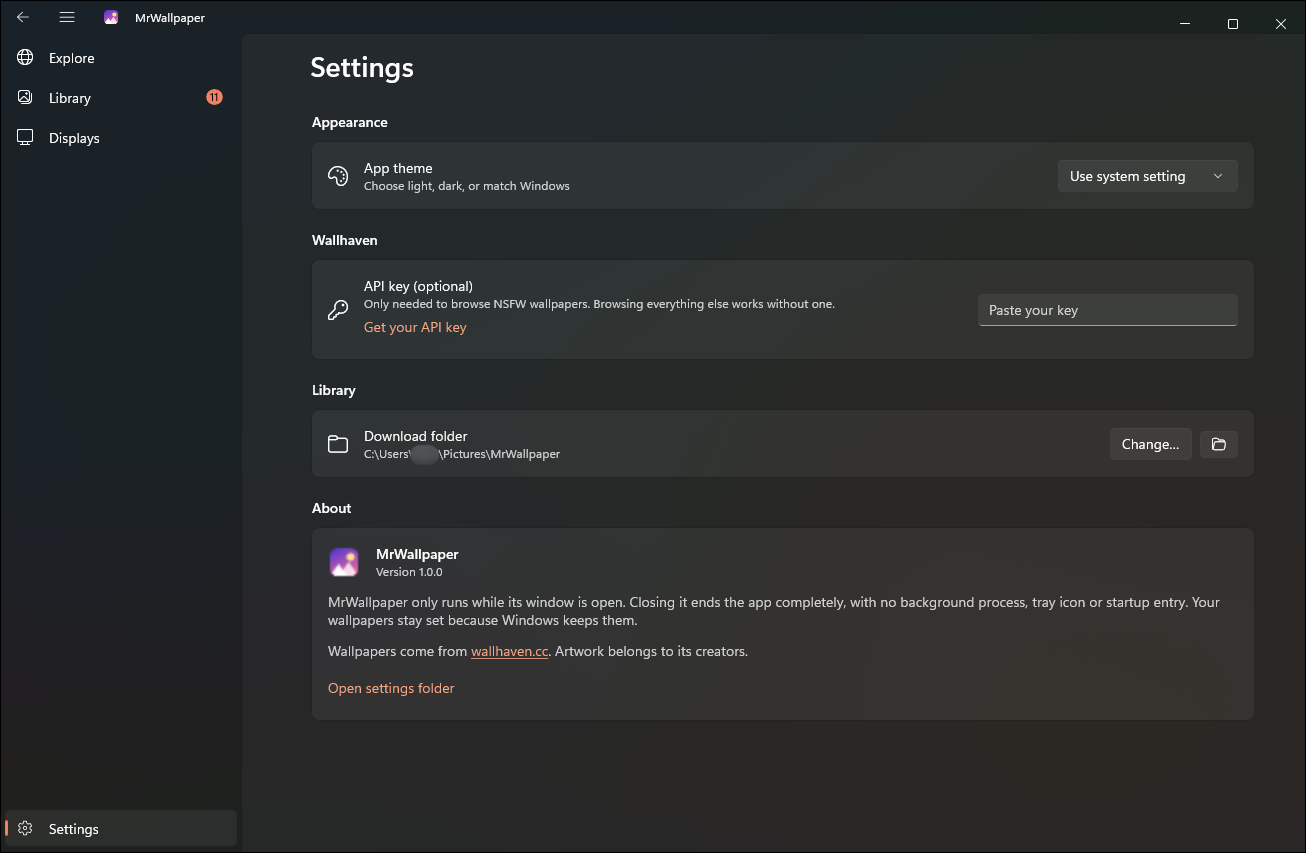 MrWallpaper
Explore
Library
11
Displays
Settings
Settings
Appearance
App theme
Choose light, dark, or match Windows
Use system setting
Wallhaven
API key (optional)
Only needed to browse NSFW wallpapers. Browsing everything else works without one.
Get your API key
Paste your key
Library
Download folder
C:\Users\ \Pictures\MrWallpaper
Change...
About
MrWallpaper
Version 1.0.0
MrWallpaper only runs while its window is open. Closing it ends the app completely, with no background process, tray icon or startup entry. Your
wallpapers stay set because Windows keeps them.
Wallpapers come from wallhaven.cc. Artwork belongs to its creators.
Open settings folder